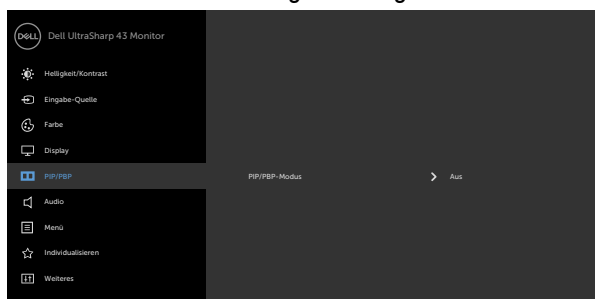 DELL
Dell UltraSharp 43 Monitor
Helligkeit/Kontrast
Eingabe-Quelle
Farbe
Display
PIP/PBP
PIP/PBP-Modus
Aus
Audio
Menü
Individualisieren
Weiteres